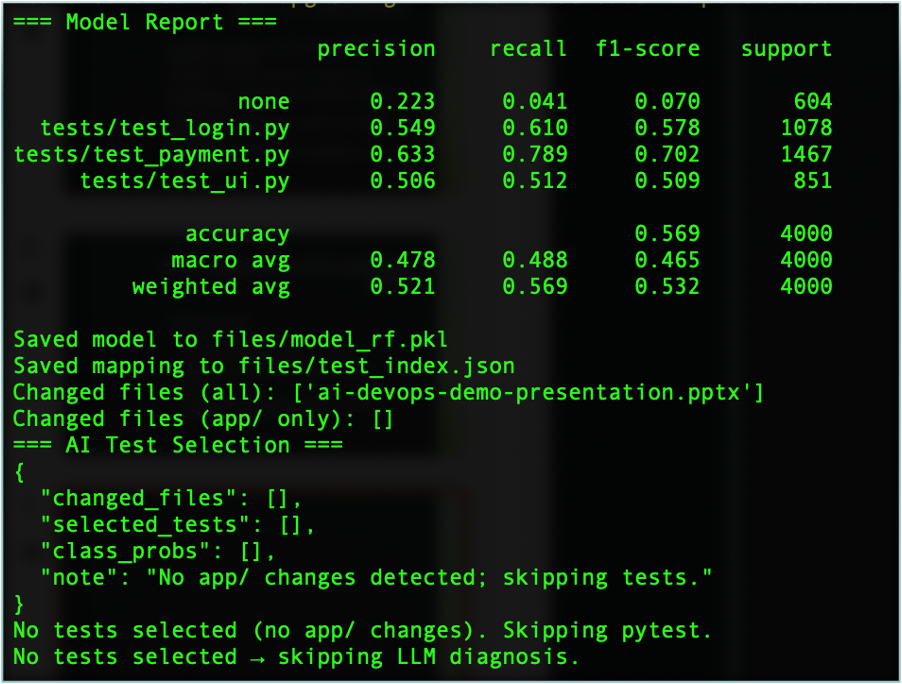 === Model Report ===
precision recall f1-score support
none 0.223 0.041 0.070 604
tests/test_login.py 0.549 0.610 0.578 1078
tests/test_payment.py 0.633 0.789 0.702 1467
tests/test_ui.py 0.506 0.512 0.509 851
accuracy 0.569 4000
macro avg 0.478 0.488 0.465 4000
weighted avg 0.521 0.569 0.532 4000
Saved model to files/model_rf.pkl
Saved mapping to files/test_index.json
Changed files (all): ['ai-devops-demo-presentation.pptx']
Changed files (app/ only): []
=== AI Test Selection ===
{
  "changed_files": [],
  "selected_tests": [],
  "class_probs": [],
  "note": "No app/ changes detected; skipping tests."
}
No tests selected (no app/ changes). Skipping pytest.
No tests selected → skipping LLM diagnosis.